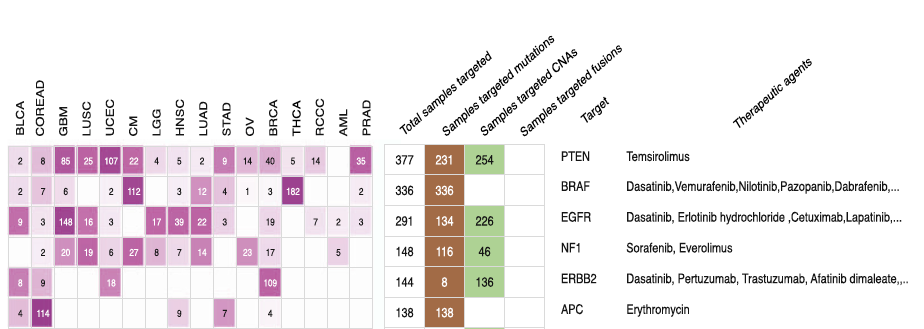 BLCA COREAD GBM LUSC UCEC CM LGG HNSC LUAD STAD OV BRCA THCA RCCC AML PRAD Total samples targeted Samples targeted mutations Samples targeted CNAs Samples targeted fusions Target Therapeutic agents
2 8 85 25 107 22 4 5 2 9 14 40 5 14 35 377 231 254 PTEN Temsirolimus
2 7 6 2 112 3 12 4 1 3 182 2 336 336 BRAF Dasatinib,Vemurafenib,Nilotinib,Pazopanib,Dabrafenib,...
9 3 148 16 3 17 39 22 3 19 7 2 3 291 134 226 EGFR Dasatinib, Erlotinib hydrochloride ,Cetuximab,Lapatinib,...
2 20 19 6 27 8 7 14 23 17 5 148 116 46 NF1 Sorafenib, Everolimus
8 9 18 109 144 8 136 ERBB2 Dasatinib, Pertuzumab, Trastuzumab, Afatinib dimaleate,,...
4 114 9 7 4 138 138 APC Erythromycin